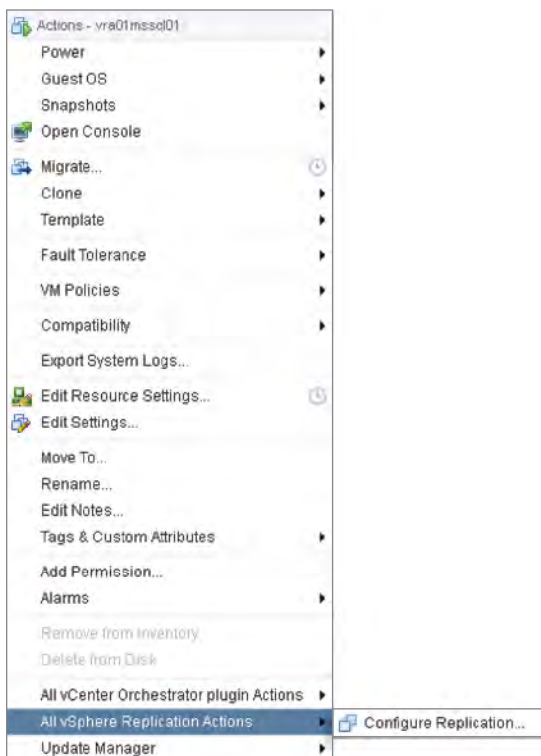 Actions - vra01mssql01
Power
Guest OS
Snapshots
Open Console
Migrate...
Clone
Template
Fault Tolerance
VM Policies
Compatibility
Export System Logs...
Edit Resource Settings...
Edit Settings...
Move To...
Rename...
Edit Notes...
Tags & Custom Attributes
Add Permission...
Alarms
Remove from Inventory
Delete from Disk
All vCenter Orchestrator plugin Actions
All vSphere Replication Actions
Configure Replication...
Update Manager